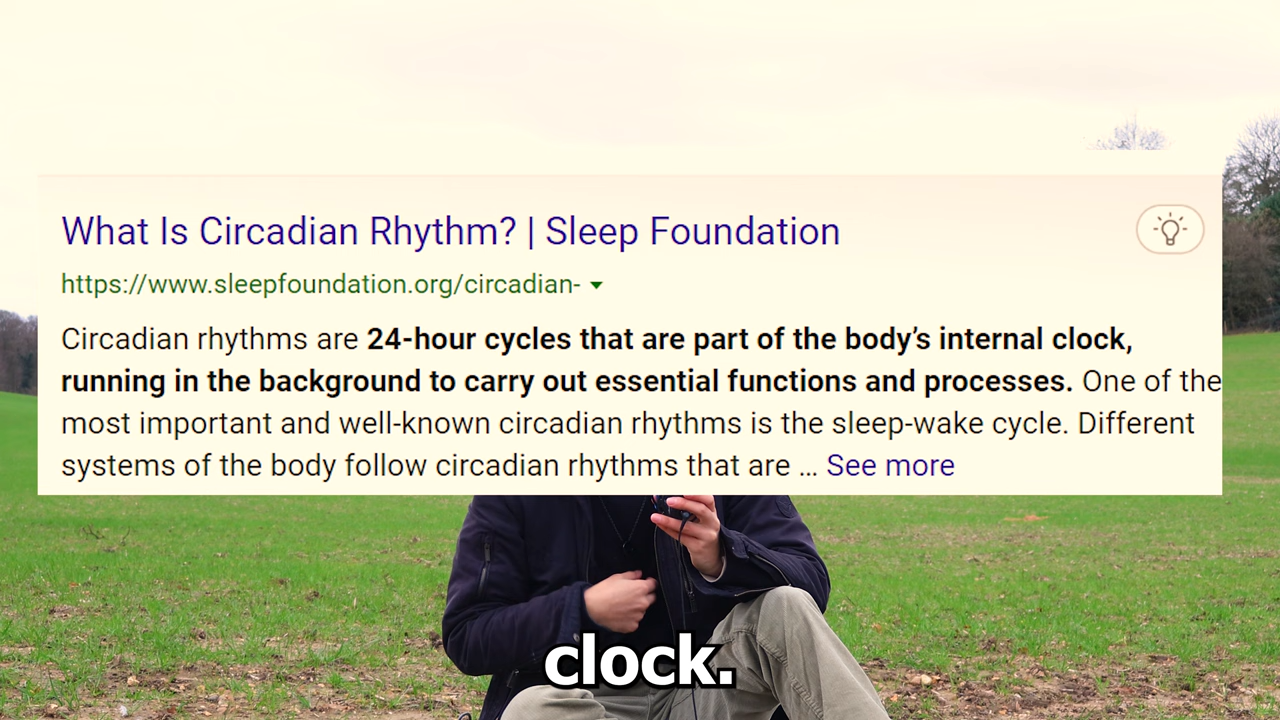 What Is Circadian Rhythm? | Sleep Foundation
https://www.sleepfoundation.org/circadian-
Circadian rhythms are 24-hour cycles that are part of the body’s internal clock,
running in the background to carry out essential functions and processes. One of the
most important and well-known circadian rhythms is the sleep-wake cycle. Different
systems of the body follow circadian rhythms that are ... See more
clock.